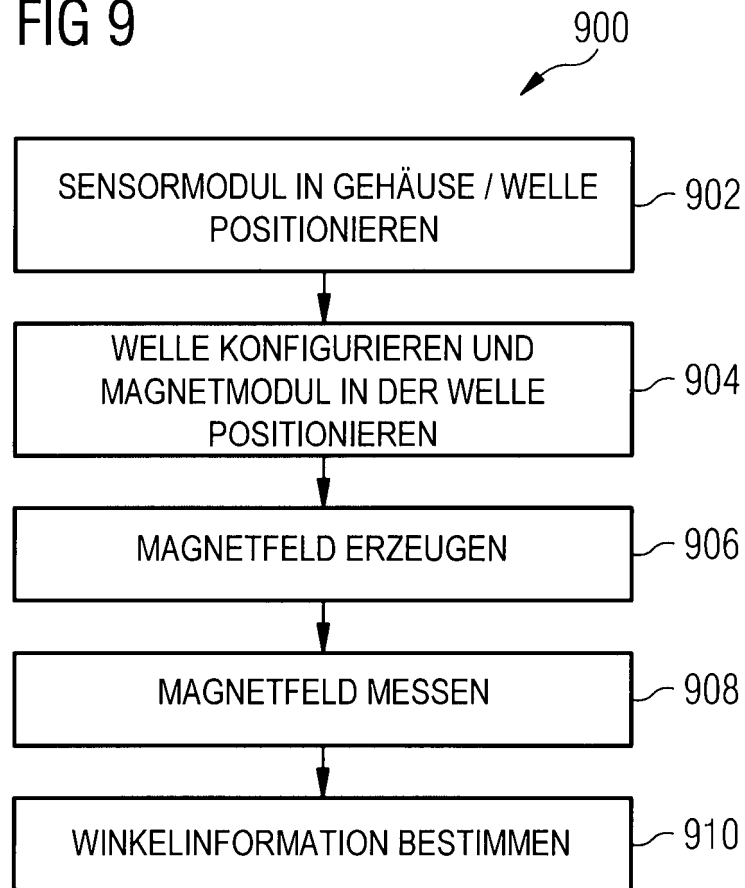 FIG 9
900
SENSORMODUL IN GEHÄUSE / WELLE
POSITIONIEREN
902
WELLE KONFIGURIEREN UND
MAGNETMODUL IN DER WELLE
POSITIONIEREN
904
MAGNETFELD ERZEUGEN
906
MAGNETFELD MESSEN
908
WINKELINFORMATION BESTIMMEN
910